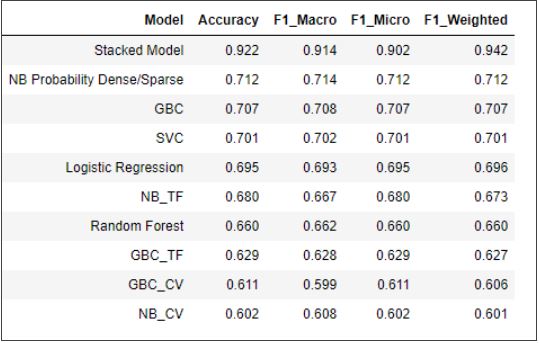 Model Accuracy F1_Macro F1_Micro F1_Weighted
Stacked Model 0.922 0.914 0.902 0.942
NB Probability Dense/Sparse 0.712 0.714 0.712 0.712
GBC 0.707 0.708 0.707 0.707
SVC 0.701 0.702 0.701 0.701
Logistic Regression 0.695 0.693 0.695 0.696
NB_TF 0.680 0.667 0.680 0.673
Random Forest 0.660 0.662 0.660 0.660
GBC_TF 0.629 0.628 0.629 0.627
GBC_CV 0.611 0.599 0.611 0.606
NB_CV 0.602 0.608 0.602 0.601